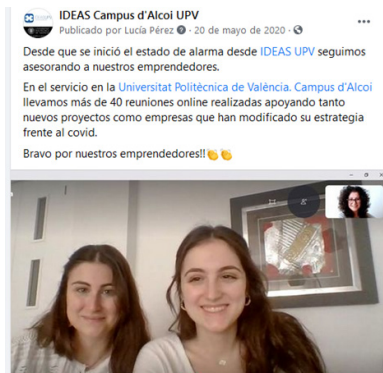 IDEAS Campus d'Alcoi UPV
Publicado por Lucía Pérez · 20 de mayo de 2020 ·
Desde que se inició el estado de alarma desde IDEAS UPV seguimos
asesorando a nuestros emprendedores.
En el servicio en la Universitat Politècnica de València. Campus d'Alcoi
llevamos más de 40 reuniones online realizadas apoyando tanto
nuevos proyectos como empresas que han modificado su estrategia
frente al covid.
Bravo por nuestros emprendedores!!👏👏